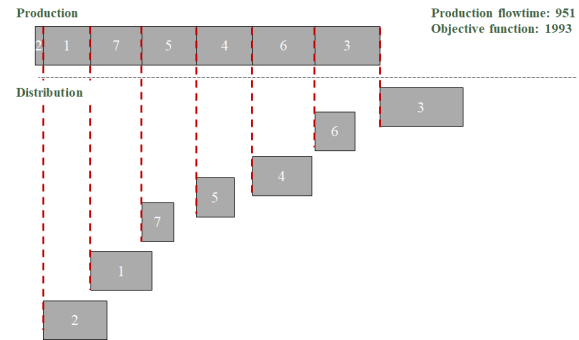 Production
Production flowtime: 951
Objective function: 1993
2 1 7 5 4 6 3
Distribution
3
6
4
5
7
1
2